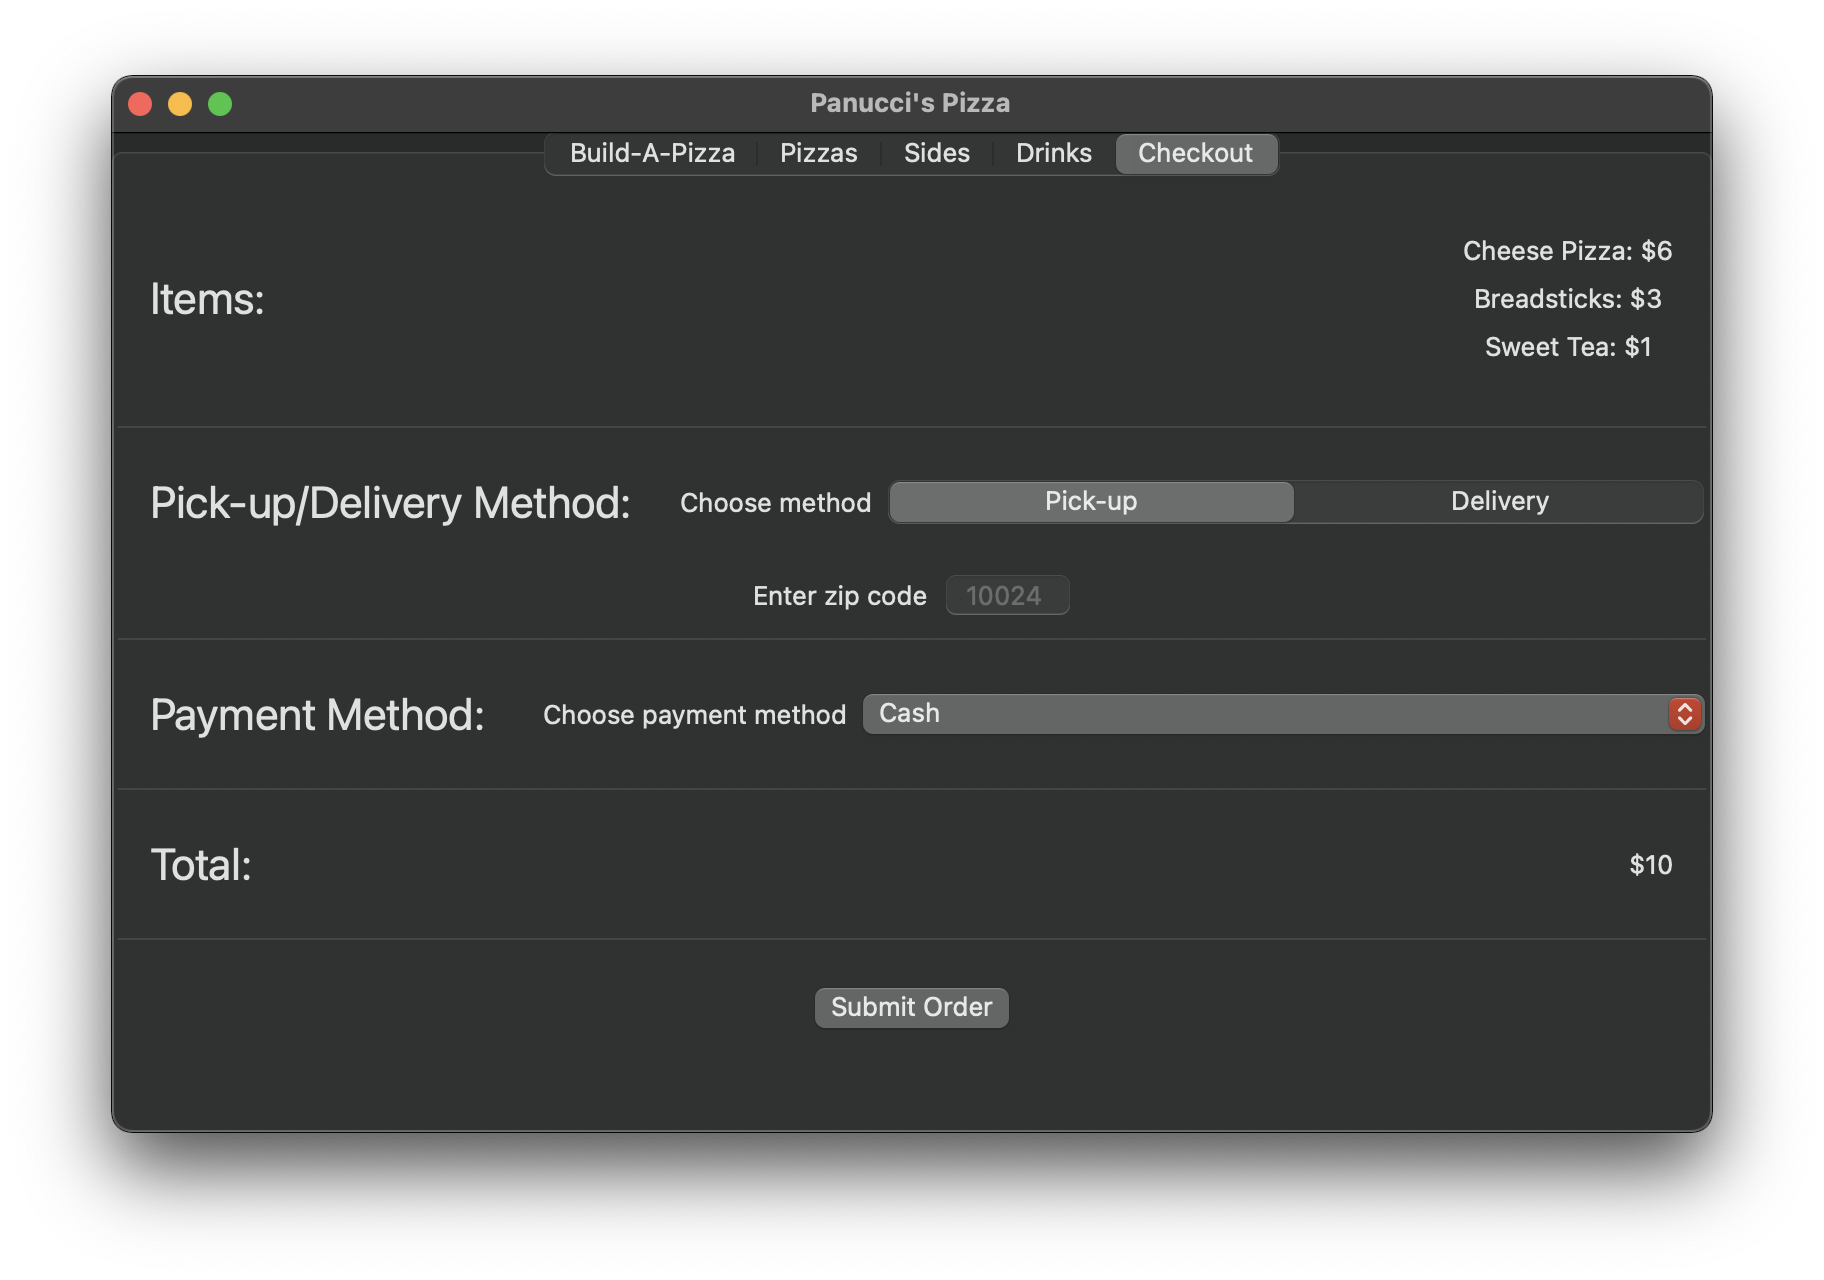 Panucci's Pizza
Build-A-Pizza Pizzas Sides Drinks Checkout
Items:
Cheese Pizza: $6
Breadsticks: $3
Sweet Tea: $1
Pick-up/Delivery Method: Choose method Pick-up Delivery
Enter zip code 10024
Payment Method: Choose payment method Cash
Total: $10
Submit Order